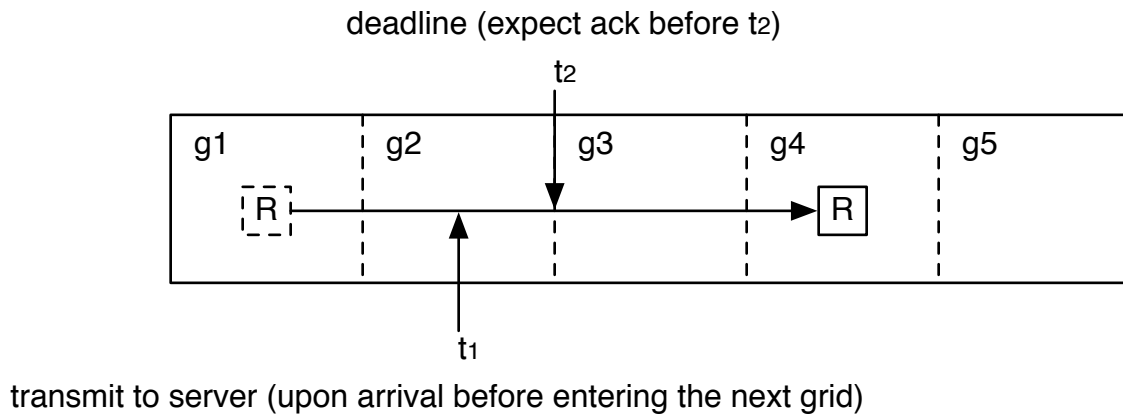 deadline (expect ack before t2)
t2
g1 g2 g3 g4 g5
R R
t1
transmit to server (upon arrival before entering the next grid)